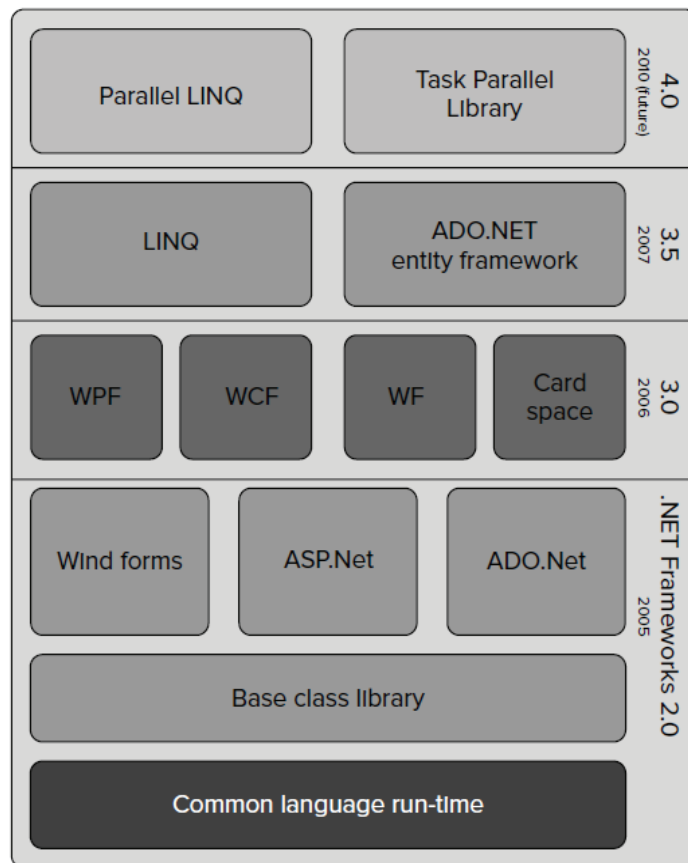 Parallel LINQ
Task Parallel
Library
4.0
2010 (future)
LINQ
ADO.NET
entity framework
3.5
2007
WPF
WCF
WF
Card
space
3.0
2006
Wind forms
ASP.Net
ADO.Net
.NET Frameworks 2.0
2005
Base class library
Common language run-time